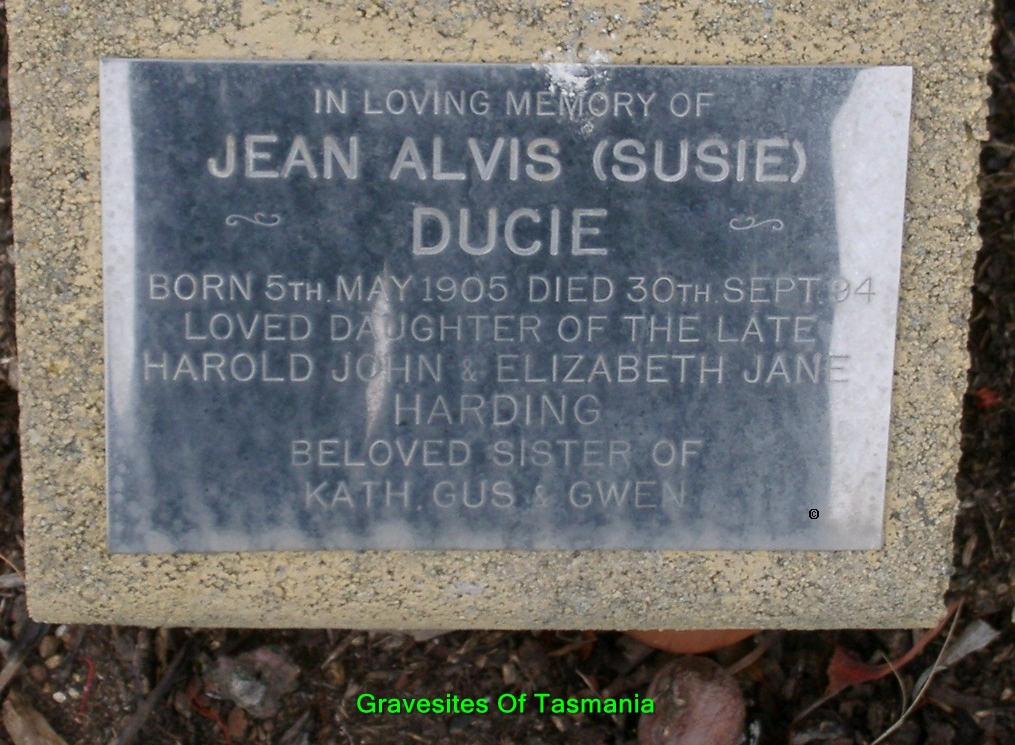 IN LOVING MEMORY OF
JEAN ALVIS (SUSIE)
DUCIE
BORN 5TH. MAY 1905 DIED 30TH. SEPT. 94
LOVED DAUGHTER OF THE LATE
HAROLD JOHN & ELIZABETH JANE
HARDING
BELOVED SISTER OF
KATH, GUS & GWEN
©
Gravesites Of Tasmania